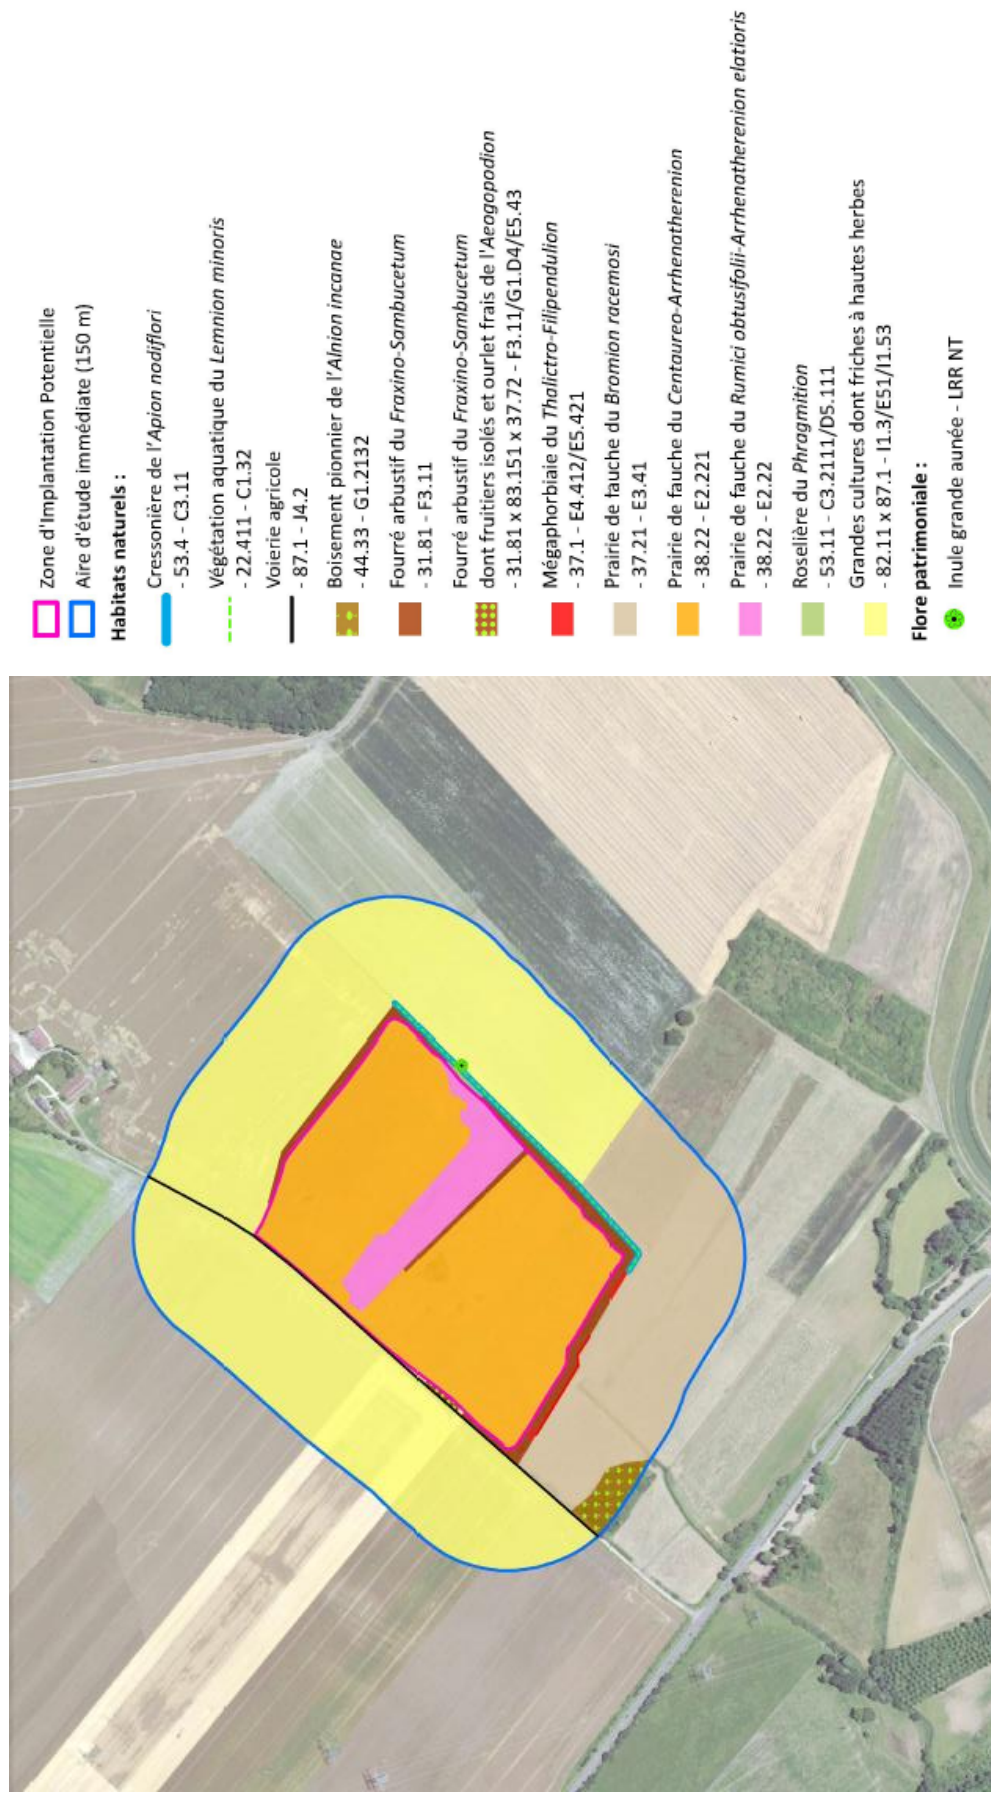 Zone d'Implantation Potentielle
Aire d'étude immédiate (150 m)
Habitats naturels :
Cressonière de l'Apion nodiflori
- 53.4 - C3.11
Végétation aquatique du Lemnion minoris
- 22.411 - C1.32
Voierie agricole
- 87.1 - J4.2
Boisement pionnier de l'Alnion incanae
- 44.33 - G1.2132
Fourré arbustif du Fraxino-Sambucetum
- 31.81 - F3.11
Fourré arbustif du Fraxino-Sambucetum
dont fruitiers isolés et ourlet frais de l'Aeogopodion
- 31.81 x 83.151 x 37.72 - F3.11/G1.D4/E5.43
Mégaphorbiaie du Thalictro-Filipendulion
- 37.1 - E4.412/E5.421
Prairie de fauche du Bromion racemosi
- 37.21 - E3.41
Prairie de fauche du Centaureo-Arrhenatherenion
- 38.22 - E2.221
Prairie de fauche du Rumici obtusifolii-Arrhenatherenion elatioris
- 38.22 - E2.22
Roselière du Phragmition
- 53.11 - C3.2111/D5.111
Grandes cultures dont friches à hautes herbes
- 82.11 x 87.1 - I1.3/E51/I1.53
Flore patrimoniale :
Inule grande aunée - LRR NT